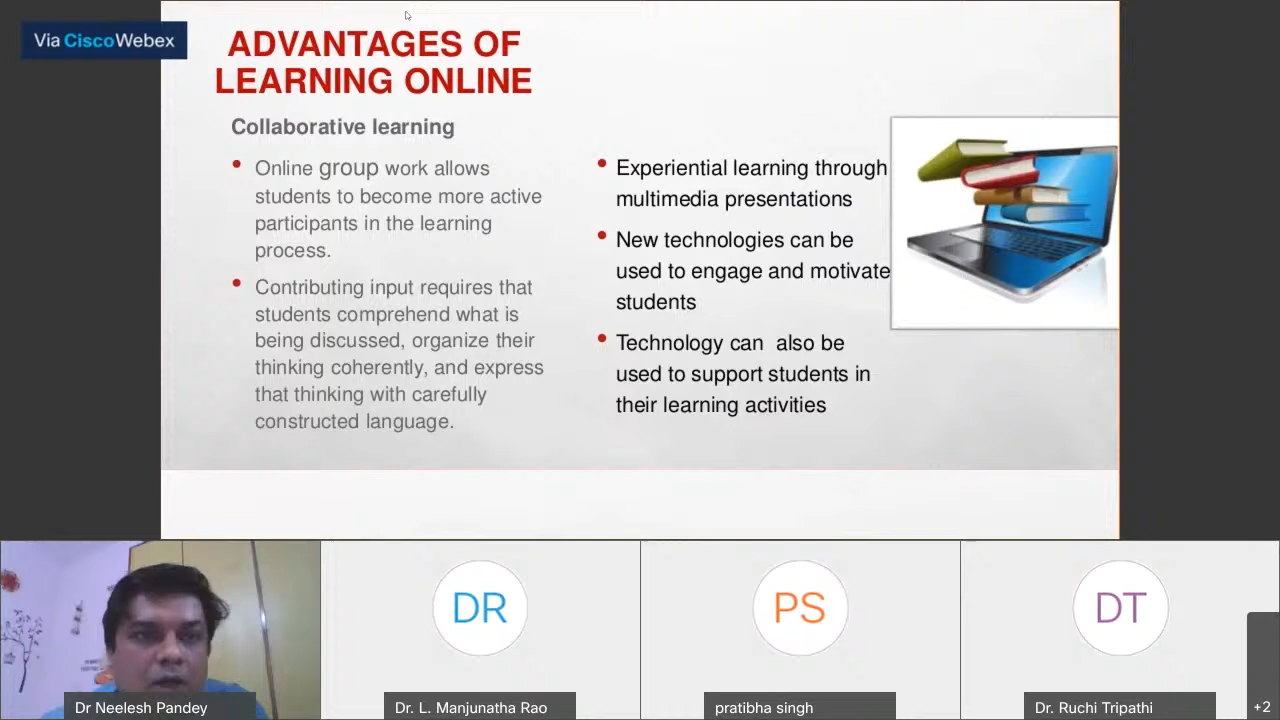 Via CiscoWebex
ADVANTAGES OF
LEARNING ONLINE
Collaborative learning
• Online group work allows
students to become more active
participants in the learning
process.
• Contributing input requires that
students comprehend what is
being discussed, organize their
thinking coherently, and express
that thinking with carefully
constructed language.
• Experiential learning through
multimedia presentations
• New technologies can be
used to engage and motivate
students
• Technology can also be
used to support students in
their learning activities
DR
PS
DT
Dr Neelesh Pandey
Dr. L. Manjunatha Rao
pratibha singh
Dr. Ruchi Tripathi
+2